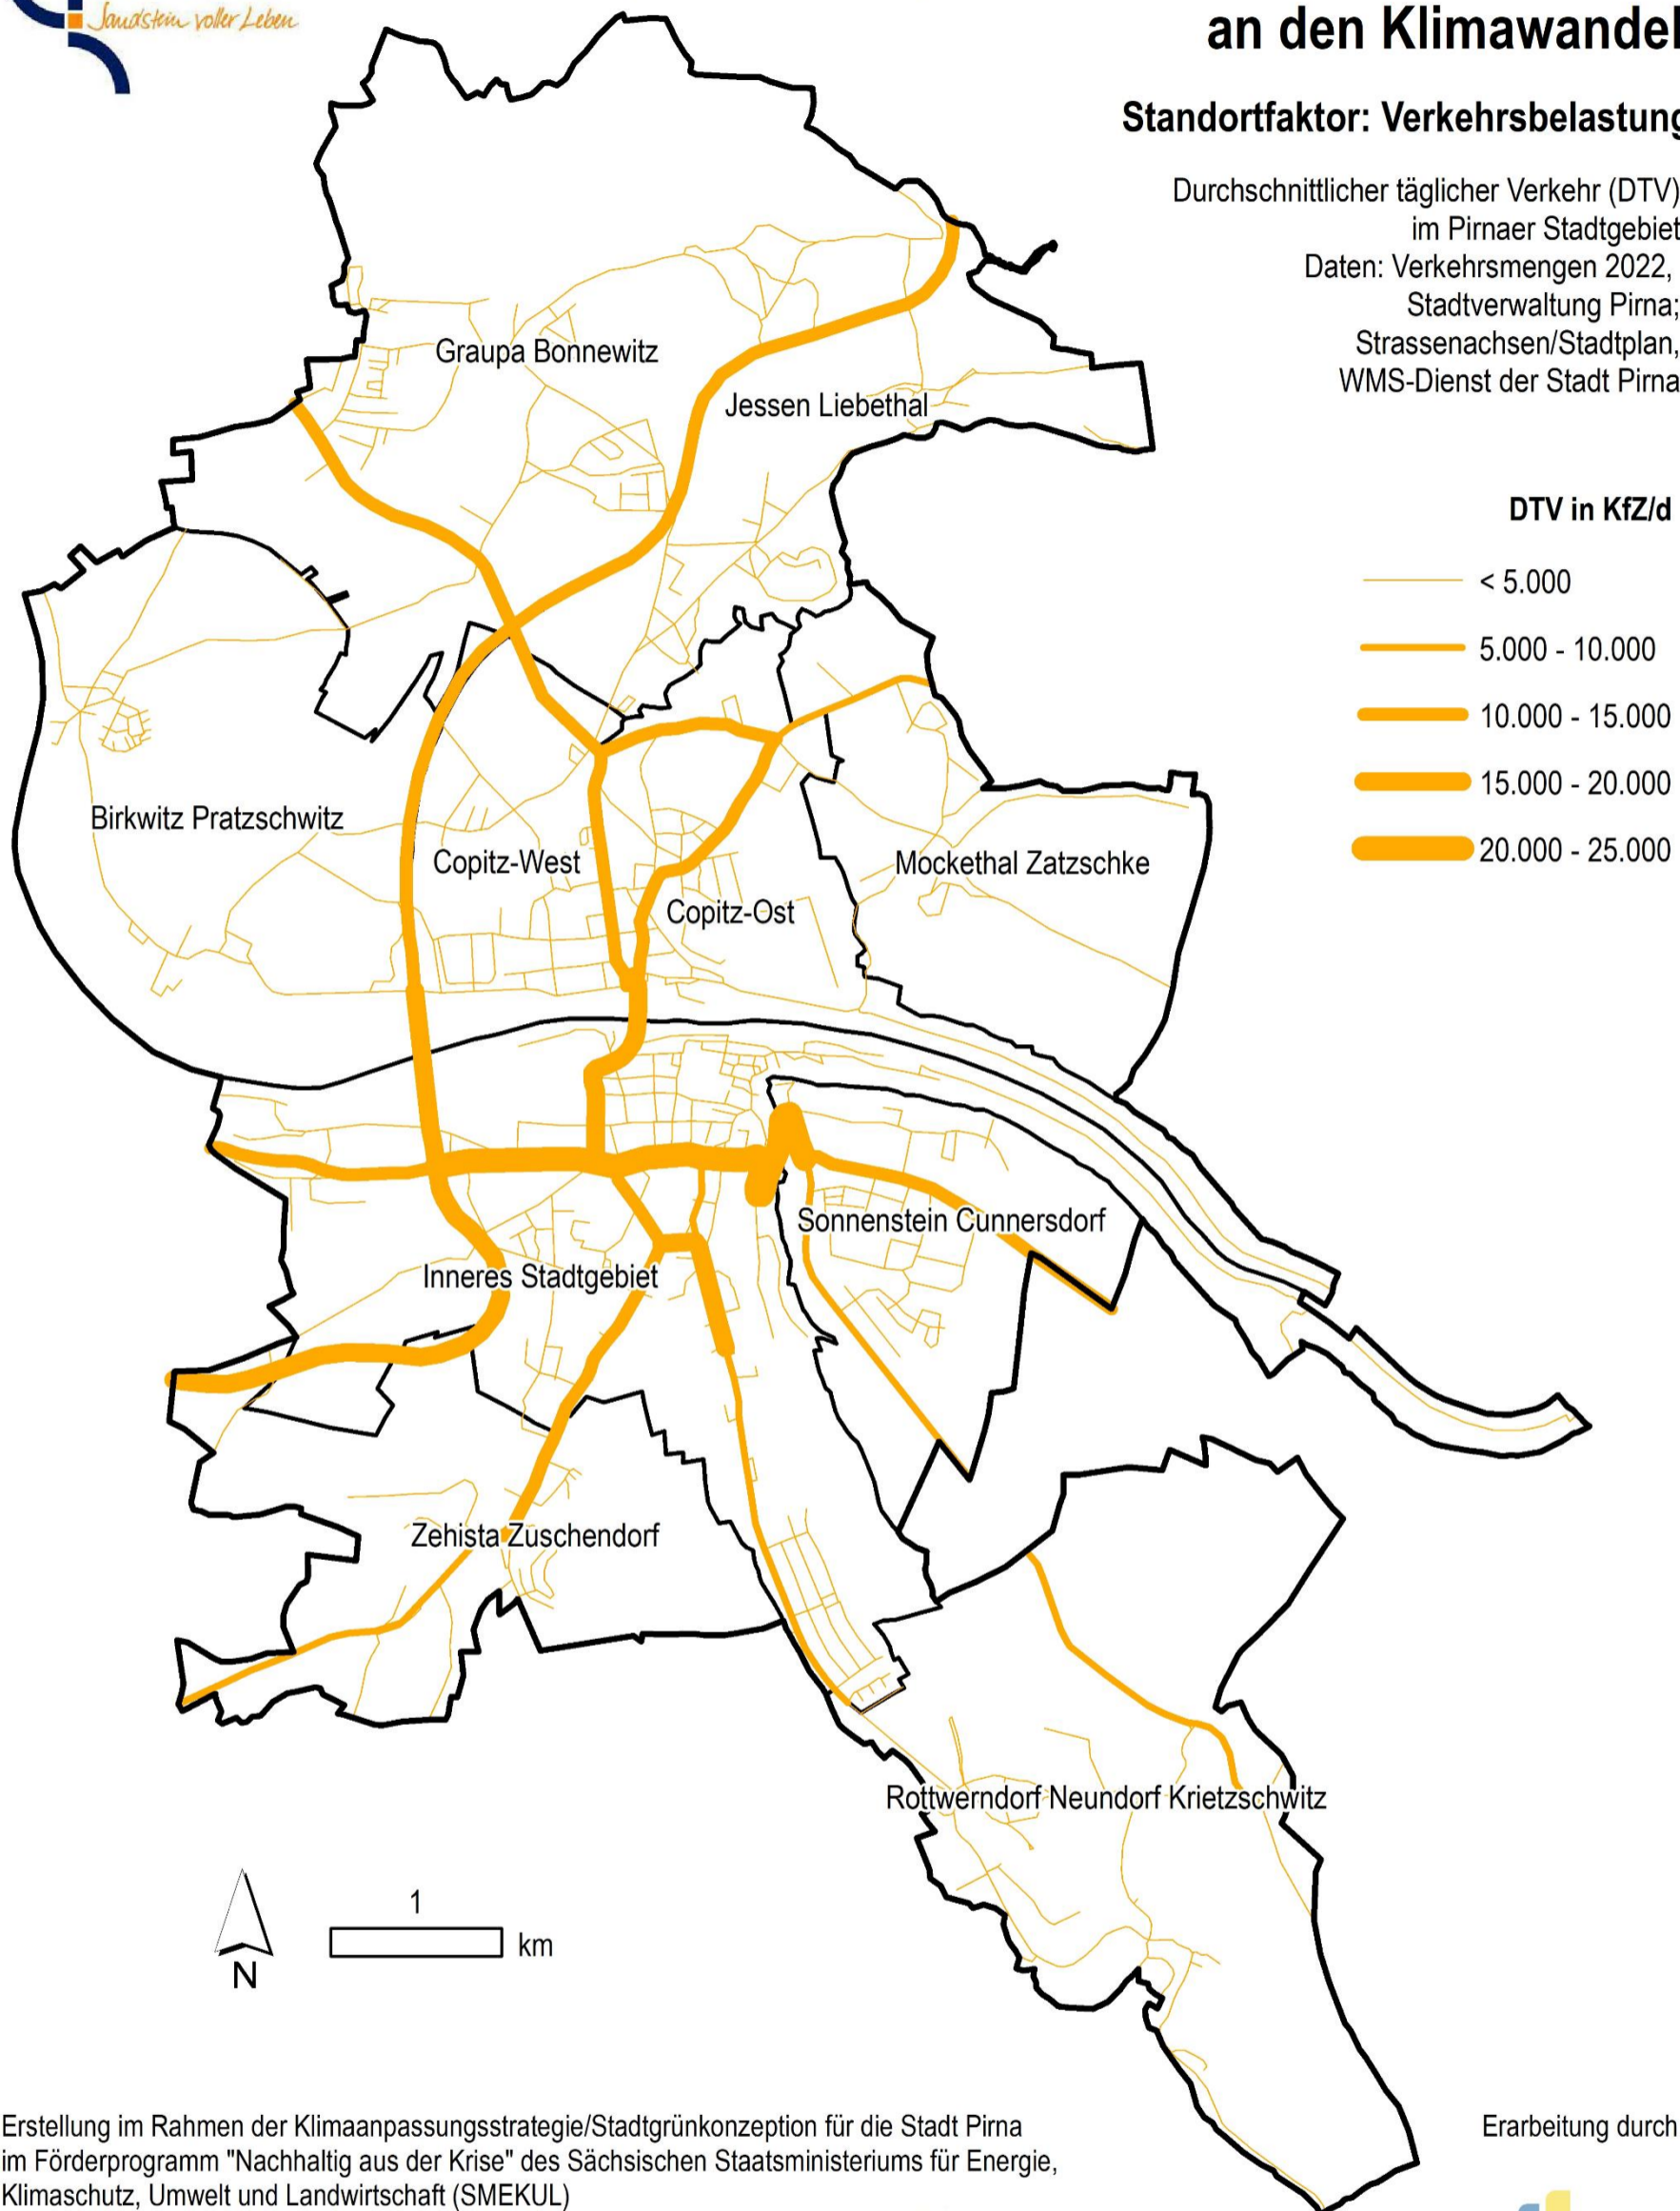 Sandstein voller Leben
an den Klimawandel
Standortfaktor: Verkehrsbelastung
Durchschnittlicher täglicher Verkehr (DTV)
im Pirnaer Stadtgebiet
Daten: Verkehrsmengen 2022,
Stadtverwaltung Pirna;
Strassenachsen/Stadtplan,
WMS-Dienst der Stadt Pirna
Graupa Bonnewitz
Jessen Liebethal
DTV in KfZ/d
< 5.000
5.000 - 10.000
10.000 - 15.000
15.000 - 20.000
20.000 - 25.000
Birkwitz Pratzschwitz
Copitz-West
Mockethal Zatzschke
Copitz-Ost
Sonnenstein Cunnersdorf
Inneres Stadtgebiet
Zehista Zuschendorf
Rottwerndorf Neundorf Krietzschwitz
1
km
N
Erstellung im Rahmen der Klimaanpassungsstrategie/Stadtgrünkonzeption für die Stadt Pirna
im Förderprogramm "Nachhaltig aus der Krise" des Sächsischen Staatsministeriums für Energie,
Klimaschutz, Umwelt und Landwirtschaft (SMEKUL)
Erarbeitung durch